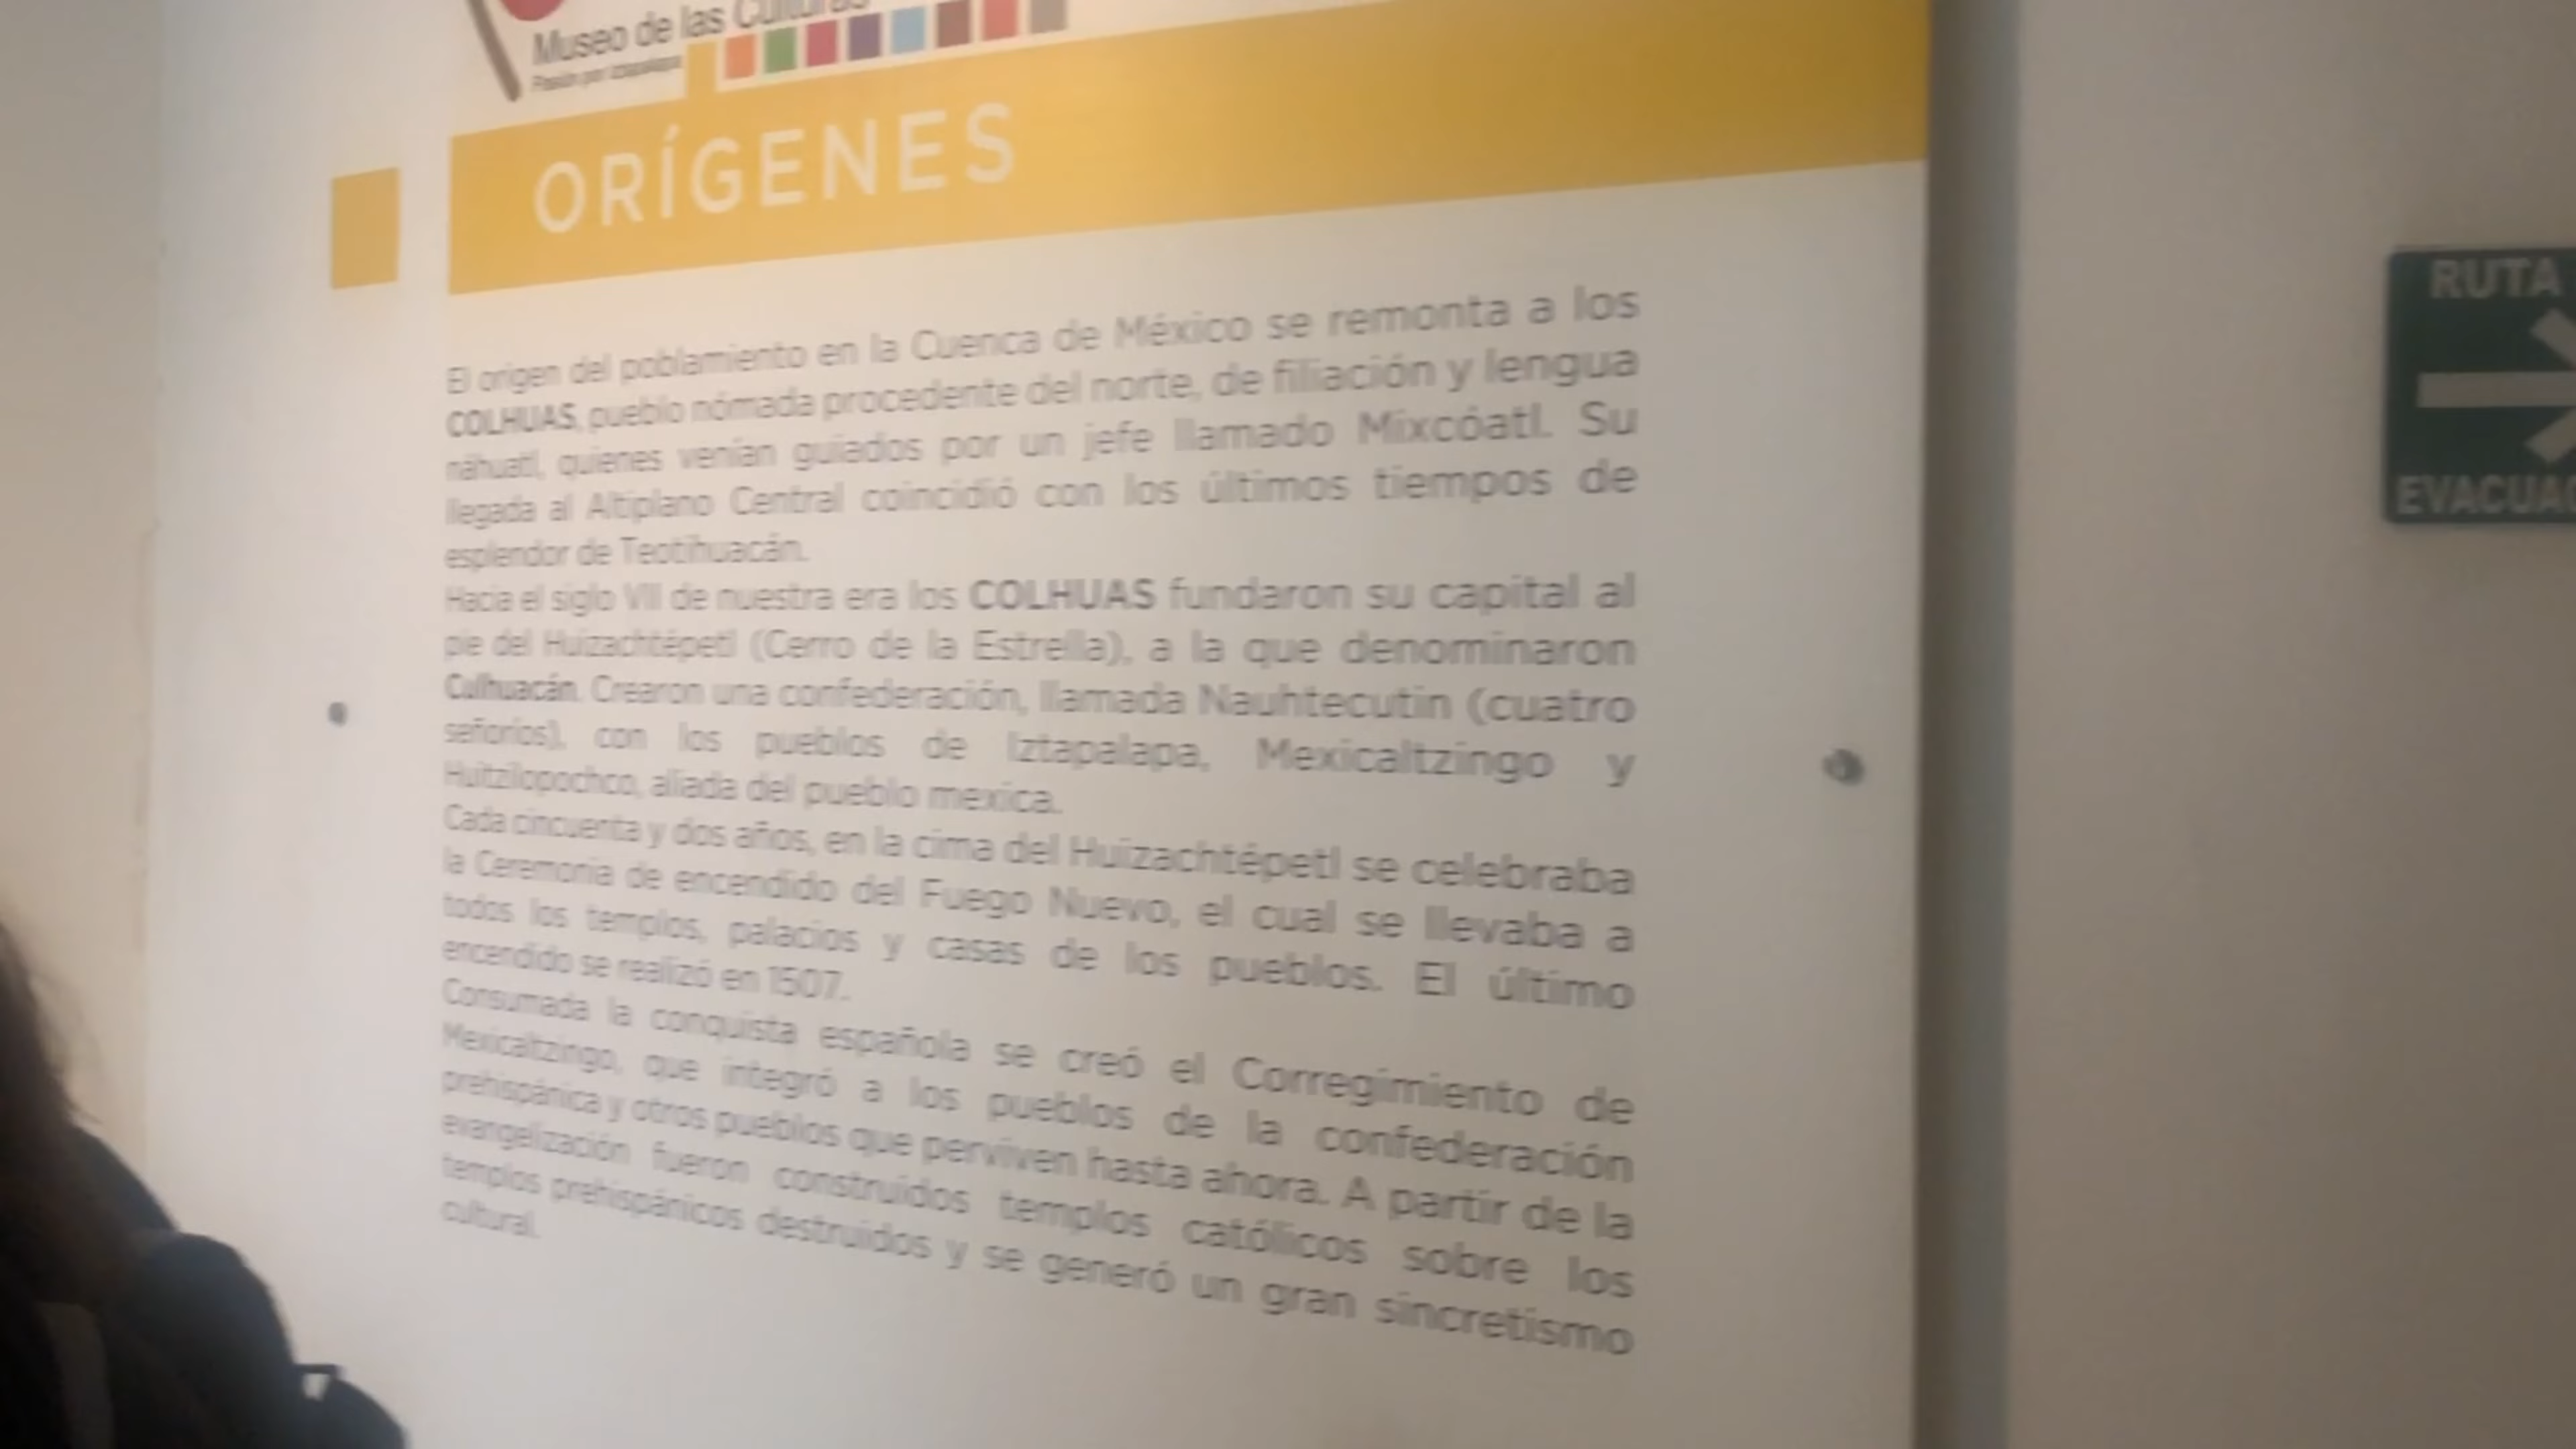 Museo de las Culturas
Pasión por Iztapalapa
ORÍGENES
El origen del poblamiento en la Cuenca de México se remonta a los
COLHUAS, pueblo nómada procedente del norte, de filiación y lengua
náhuatl, quienes venían guiados por un jefe llamado Mixcóatl. Su
llegada al Altiplano Central coincidió con los últimos tiempos de
esplendor de Teotihuacán.
Hacia el siglo VII de nuestra era los COLHUAS fundaron su capital al
pie del Huizachtépetl (Cerro de la Estrella), a la que denominaron
Culhuacán. Crearon una confederación, llamada Nauhtecutin (cuatro
señoríos), con los pueblos de Iztapalapa, Mexicaltzingo y
Huitzilopochco, aliada del pueblo mexica.
Cada cincuenta y dos años, en la cima del Huizachtépetl se celebraba
la Ceremonia de encendido del Fuego Nuevo, el cual se llevaba a
todos los templos, palacios y casas de los pueblos. El último
encendido se realizó en 1507.
Consumada la conquista española se creó el Corregimiento de
Mexicaltzingo, que integró a los pueblos de la confederación
prehispánica y otros pueblos que perviven hasta ahora. A partir de la
evangelización fueron construidos templos católicos sobre los
templos prehispánicos destruidos y se generó un gran sincretismo
cultural.
RUTA
EVACUAC